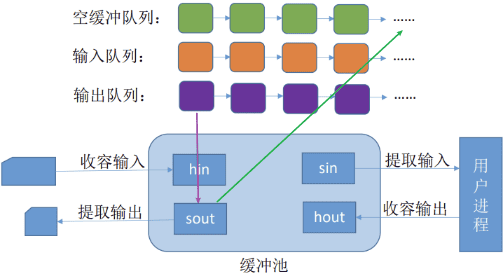 空缓冲队列: ......
输入队列: ......
输出队列: ......
收容输入 hin sin 提取输入
提取输出 sout hout 收容输出
用户进程
缓冲池